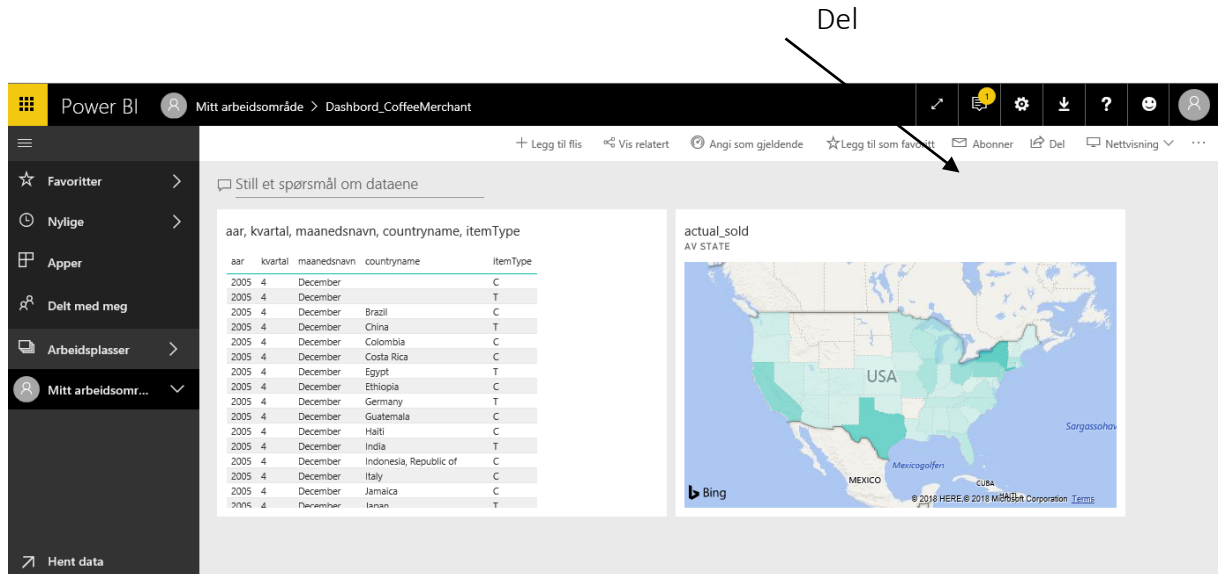 Del
Power BI Mitt arbeidsområde > Dashbord_CoffeeMerchant 1 ?
Legg til flis Vis relatert Angi som gjeldende Legg til som favoritt Abonner Del Nettvisning ...
Favoritter
Nylige
Apper
Delt med meg
Arbeidsplasser
Mitt arbeidsomr...
Hent data
Still et spørsmål om dataene
aar, kvartal, maanedsnavn, countryname, itemType
aar kvartal maanedsnavn countryname itemType
2005 4 December C
2005 4 December T
2005 4 December Brazil C
2005 4 December China T
2005 4 December Colombia C
2005 4 December Costa Rica C
2005 4 December Egypt T
2005 4 December Ethiopia C
2005 4 December Germany T
2005 4 December Guatemala C
2005 4 December Haiti C
2005 4 December India T
2005 4 December Indonesia, Republic of C
2005 4 December Italy C
2005 4 December Jamaica C
2005 4 December Japan T
actual_sold
AV STATE
USA
Sargassohav
Mexicogolfen
MEXICO
CUBA
HAITI
Bing
© 2018 HERE, © 2018 Microsoft Corporation Terms